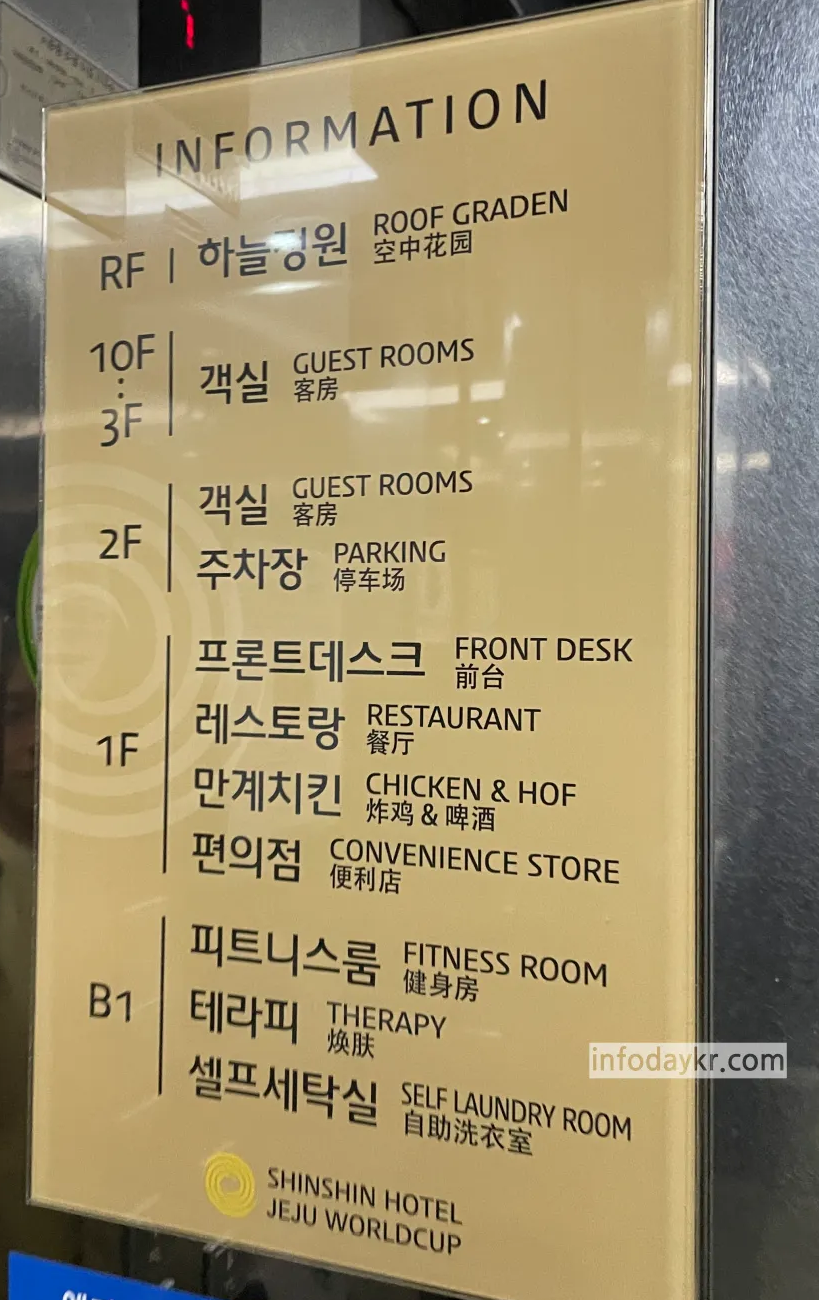 INFORMATION
RF | 하늘정원 ROOF GRADEN
空中花园
10F
⋮
3F
객실 GUEST ROOMS
客房
2F
객실 GUEST ROOMS
客房
주차장 PARKING
停车场
1F
프론트데스크 FRONT DESK
前台
레스토랑 RESTAURANT
餐厅
만계치킨 CHICKEN & HOF
炸鸡 & 啤酒
편의점 CONVENIENCE STORE
便利店
B1
피트니스룸 FITNESS ROOM
健身房
테라피 THERAPY
焕肤
셀프세탁실 SELF LAUNDRY ROOM
自助洗衣室
SHINSHIN HOTEL
JEJU WORLDCUP
infodaykr.com